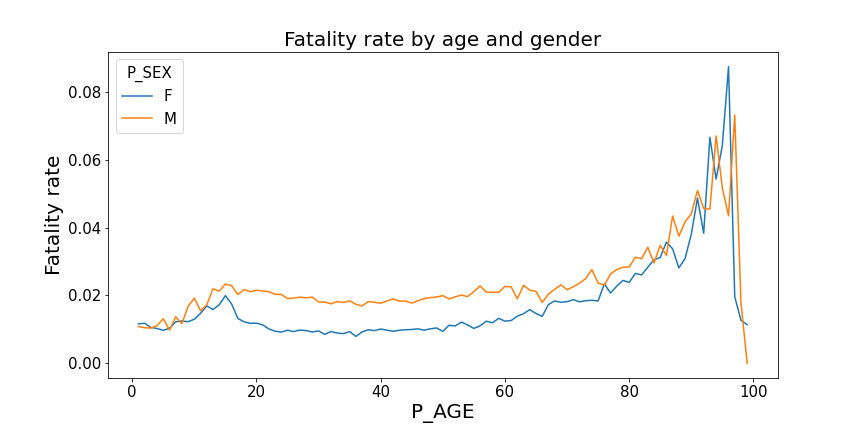 Fatality rate by age and gender
P_SEX
F
M
Fatality rate
0.08
0.06
0.04
0.02
0.00
0 20 40 60 80 100
P_AGE